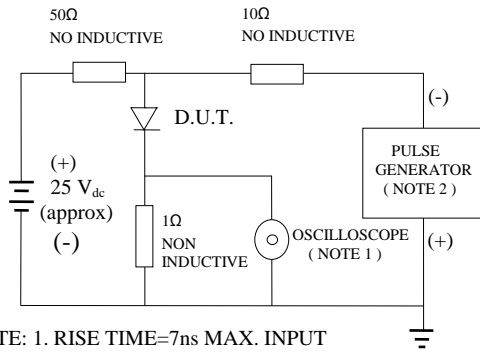 50Ω
NO INDUCTIVE
10Ω
NO INDUCTIVE
(-)
D.U.T.
PULSE
GENERATOR
( NOTE 2 )
(+)
25 Vdc
(approx)
(-)
1Ω
NON
INDUCTIVE
OSCILLOSCOPE
( NOTE 1 )
(+)
TE: 1. RISE TIME=7ns MAX. INPUT